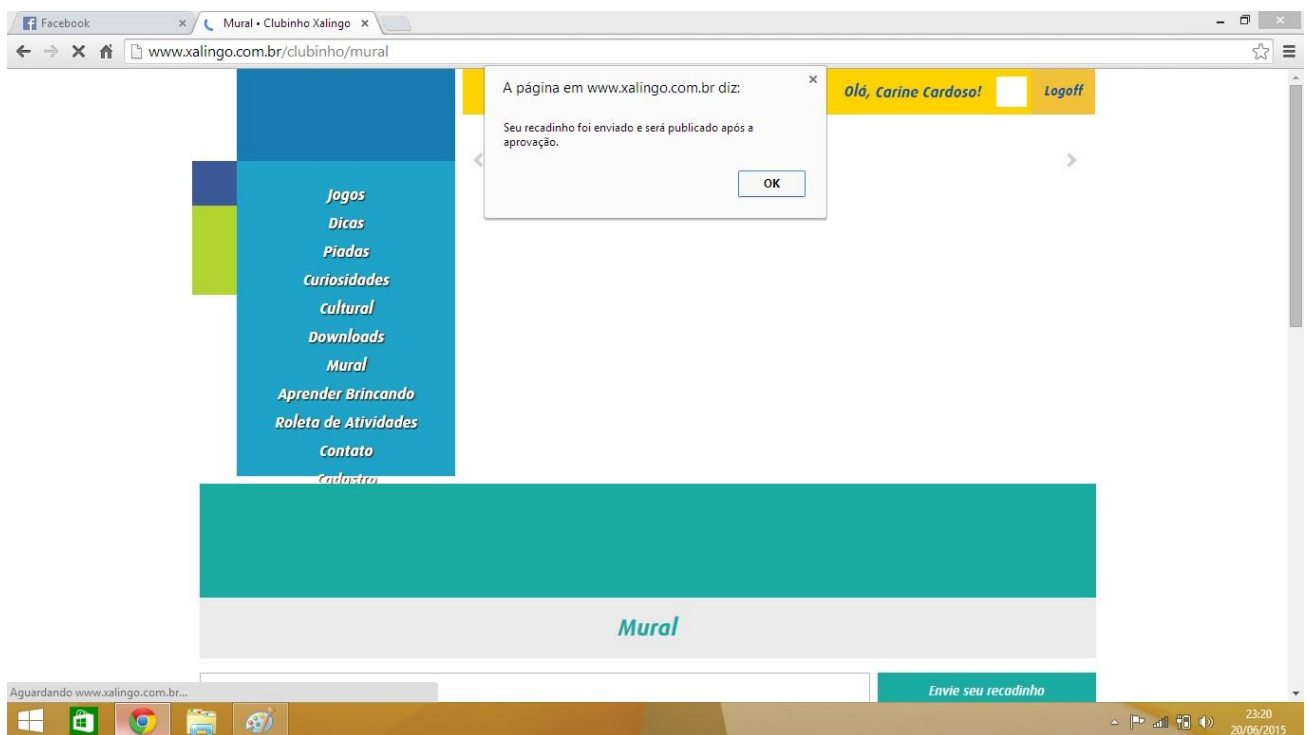 Facebook
Mural • Clubinho Xalingo
www.xalingo.com.br/clubinho/mural
A página em www.xalingo.com.br diz:
Seu recadinho foi enviado e será publicado após a
aprovação.
OK
Olá, Carine Cardoso!
Logoff
Jogos
Dicas
Piadas
Curiosidades
Cultural
Downloads
Mural
Aprender Brincando
Roleta de Atividades
Contato
Cadastro
Mural
Envie seu recadinho
Aguardando www.xalingo.com.br...
23:20
20/06/2015